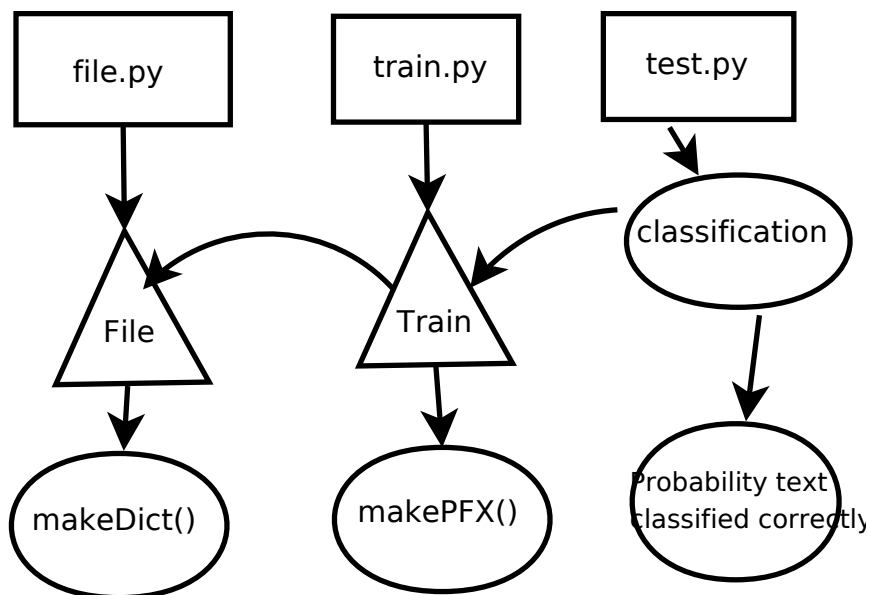 file.py
train.py
test.py
classification
File
Train
makeDict()
makePFX()
Probability text
classified correctly